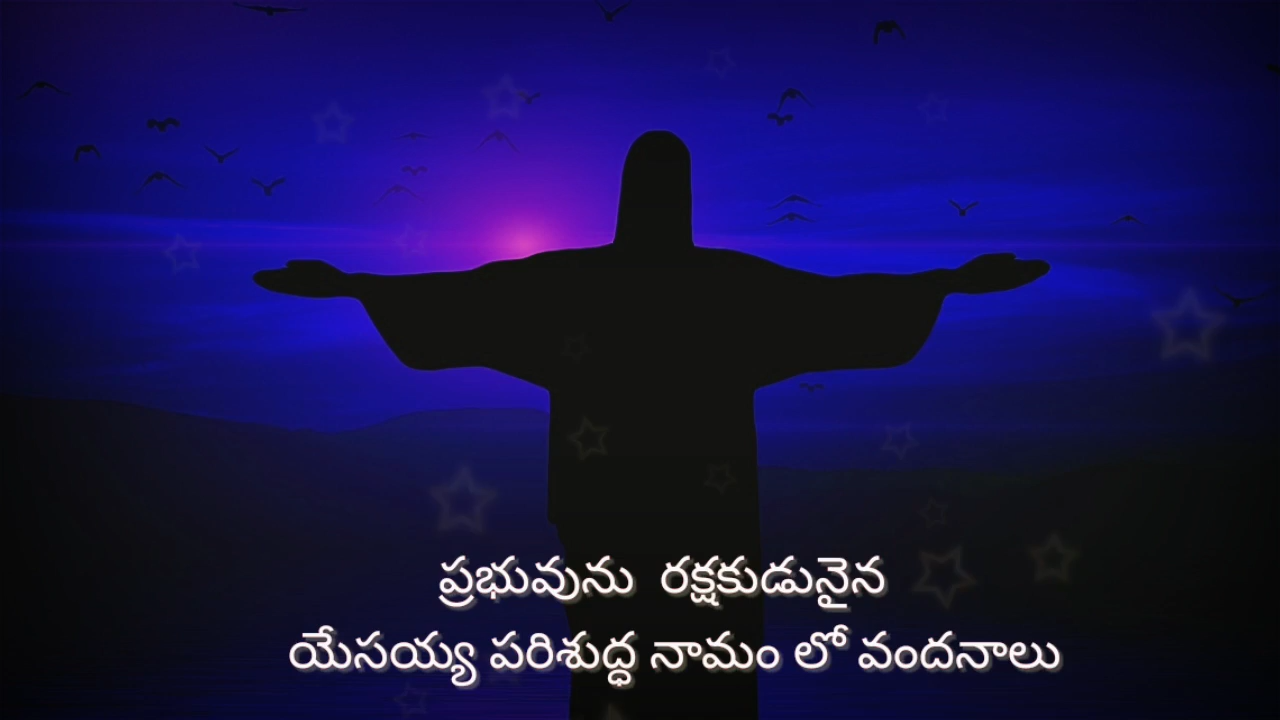 ప్రభువును రక్షకుడునైన
యేసయ్య పరిశుద్ధ నామం లో వందనాలు